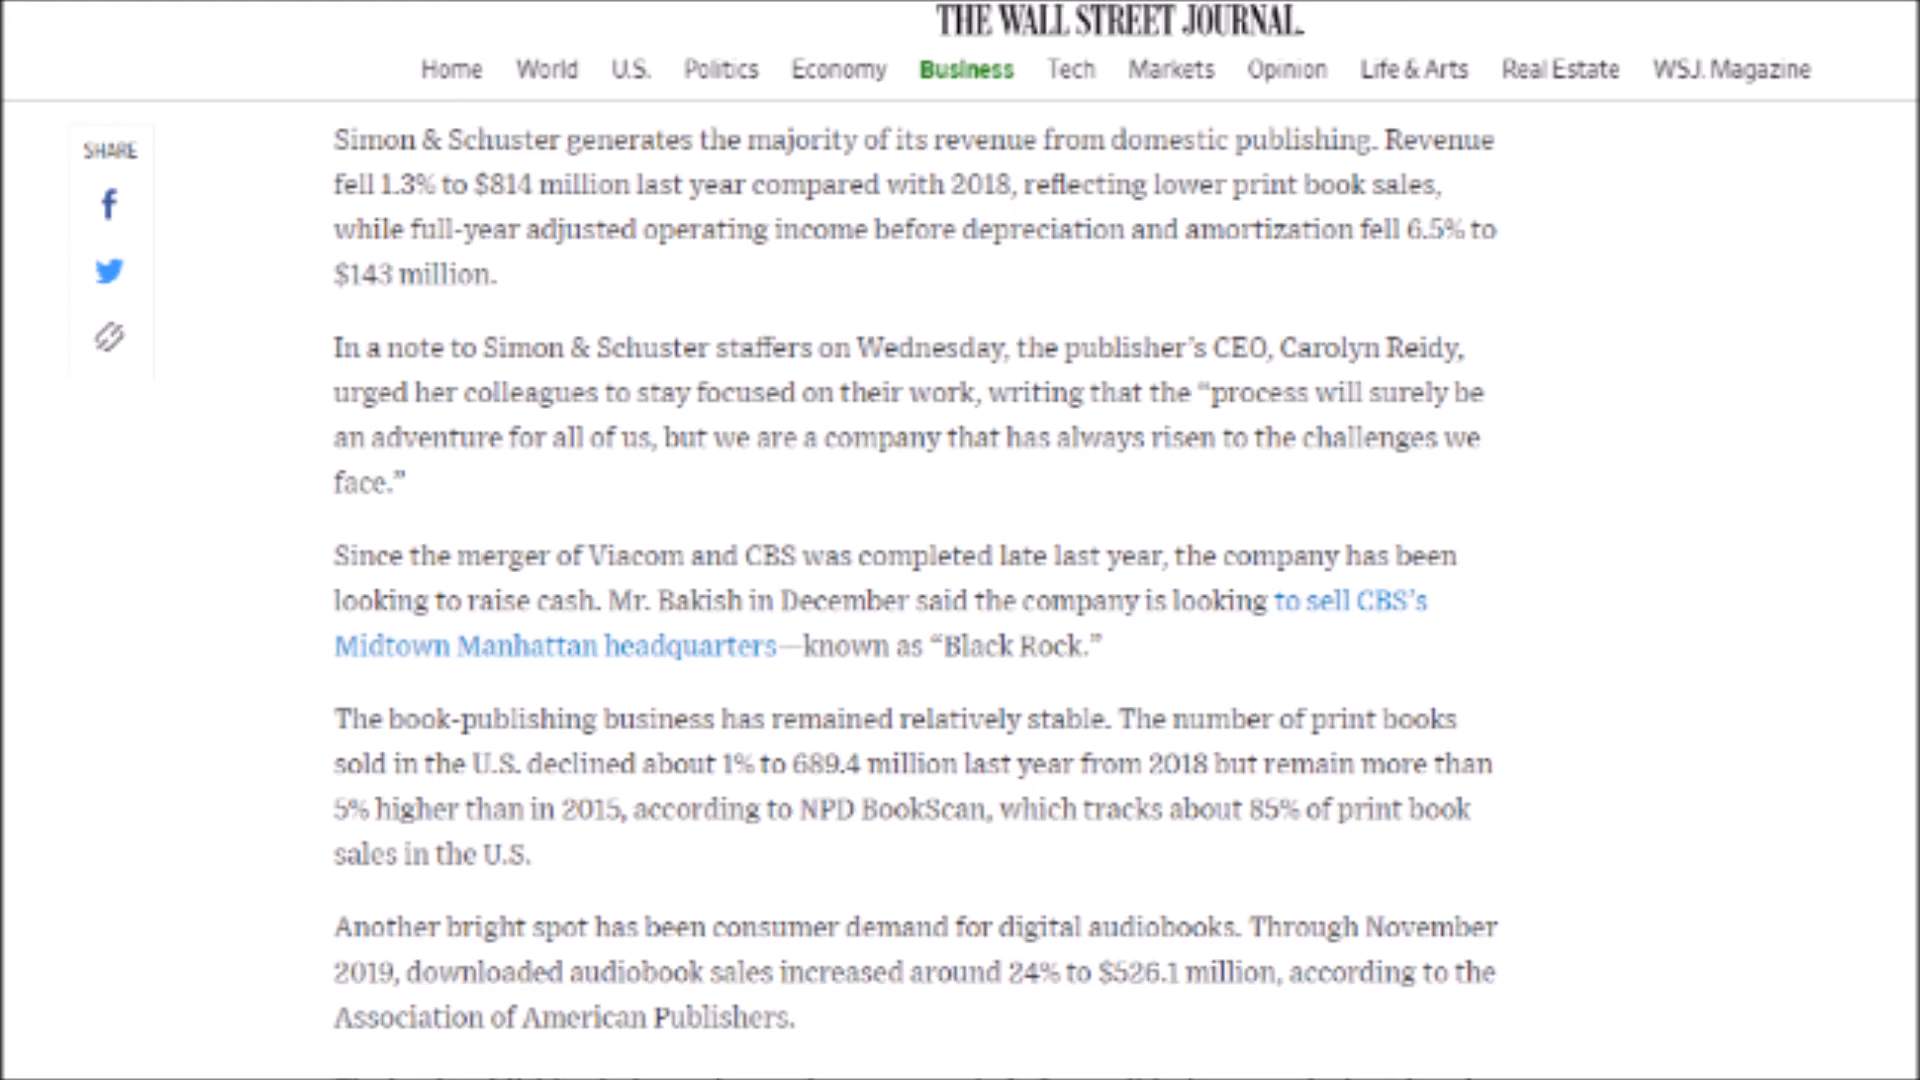 THE WALL STREET JOURNAL.
Home World U.S. Politics Economy Business Tech Markets Opinion Life & Arts Real Estate WSJ. Magazine
SHARE
Simon & Schuster generates the majority of its revenue from domestic publishing. Revenue
fell 1.3% to $814 million last year compared with 2018, reflecting lower print book sales,
while full-year adjusted operating income before depreciation and amortization fell 6.5% to
$143 million.
In a note to Simon & Schuster staffers on Wednesday, the publisher’s CEO, Carolyn Reidy,
urged her colleagues to stay focused on their work, writing that the “process will surely be
an adventure for all of us, but we are a company that has always risen to the challenges we
face.”
Since the merger of Viacom and CBS was completed late last year, the company has been
looking to raise cash. Mr. Bakish in December said the company is looking to sell CBS’s
Midtown Manhattan headquarters—known as “Black Rock.”
The book-publishing business has remained relatively stable. The number of print books
sold in the U.S. declined about 1% to 689.4 million last year from 2018 but remain more than
5% higher than in 2015, according to NPD BookScan, which tracks about 85% of print book
sales in the U.S.
Another bright spot has been consumer demand for digital audiobooks. Through November
2019, downloaded audiobook sales increased around 24% to $526.1 million, according to the
Association of American Publishers.